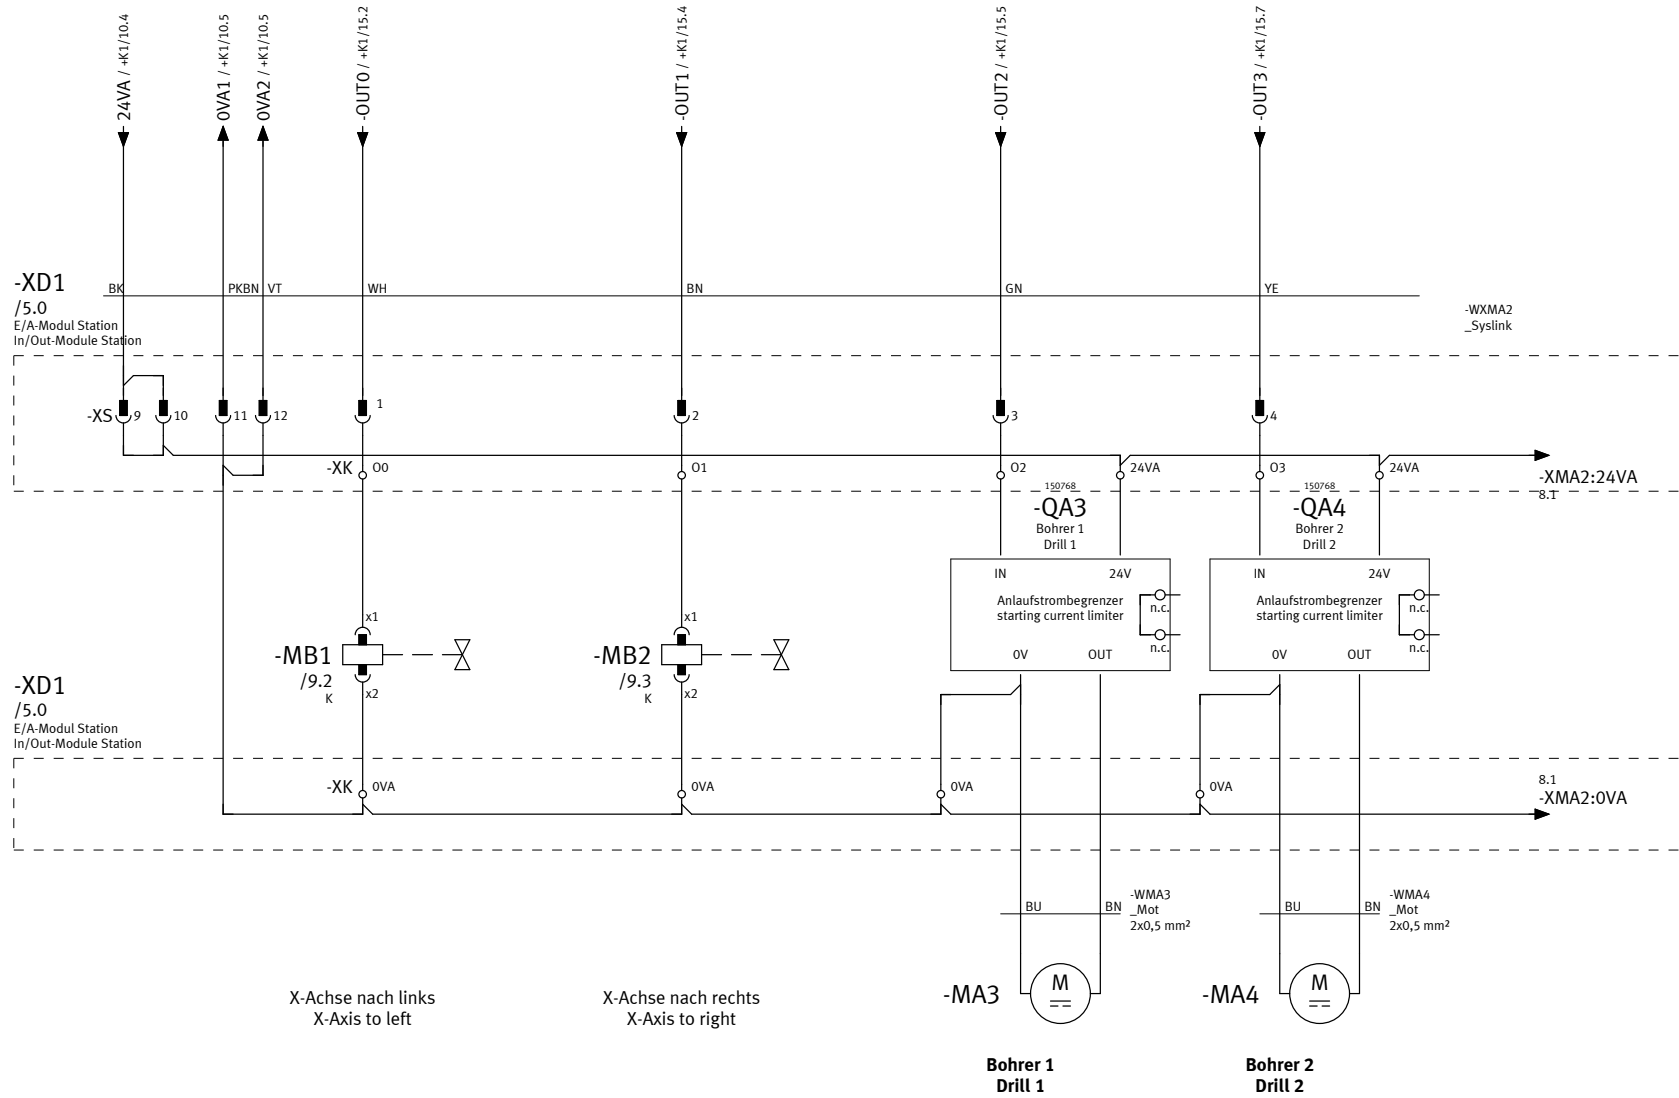 24VA / +K1/10.4
0VA1 / +K1/10.5
0VA2 / +K1/10.5
-OUT0 / +K1/15.2
-OUT1 / +K1/15.4
-OUT2 / +K1/15.5
-OUT3 / +K1/15.7
-XD1
/5.0
E/A-Modul Station
In/Out-Module Station
BK
PKBN
VT
WH
BN
GN
YE
-WXMA2
_Syslink
-XS
9
10
11
12
1
2
3
4
-XK
O0
O1
O2
24VA
O3
24VA
-XMA2:24VA
8.1
150768
-QA3
Bohrer 1
Drill 1
150768
-QA4
Bohrer 2
Drill 2
IN
24V
Anlaufstrombegrenzer
starting current limiter
n.c.
n.c.
0V
OUT
IN
24V
Anlaufstrombegrenzer
starting current limiter
n.c.
n.c.
0V
OUT
x1
-MB1
/9.2
K
x2
x1
-MB2
/9.3
K
x2
-XD1
/5.0
E/A-Modul Station
In/Out-Module Station
-XK
0VA
0VA
0VA
0VA
8.1
-XMA2:0VA
BU
BN
-WMA3
_Mot
2x0,5 mm²
BU
BN
-WMA4
_Mot
2x0,5 mm²
-MA3
M
-MA4
M
X-Achse nach links
X-Axis to left
X-Achse nach rechts
X-Axis to right
Bohrer 1
Drill 1
Bohrer 2
Drill 2